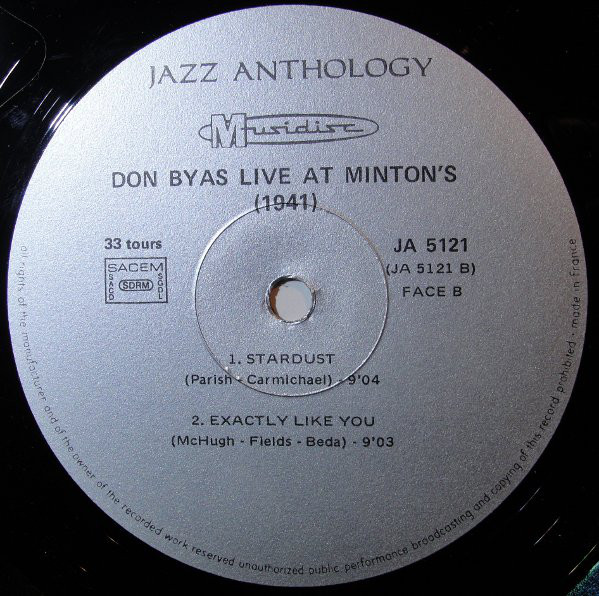 JAZZ ANTHOLOGY
Musidisc
DON BYAS LIVE AT MINTON'S
(1941)
33 tours
SACEM
SACD
SDRM
SGDL
JA 5121
(JA 5121 B)
FACE B
1. STARDUST
(Parish - Carmichael) - 9'04
2. EXACTLY LIKE YOU
(McHugh - Fields - Beda) - 9'03
all rights of the manufacturer and of the owner of the recorded work reserved unauthorized public performance broadcasting and copying of this record prohibited - made in France